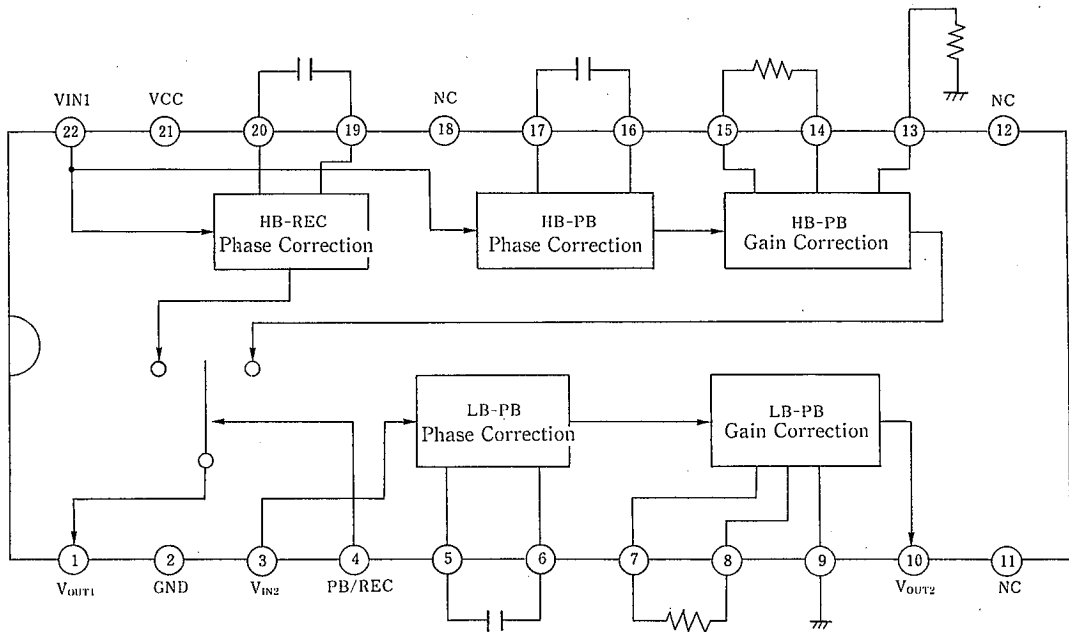 VIN1
VCC
NC
NC
22
21
20
19
18
17
16
15
14
13
12
HB-REC
Phase Correction
HB-PB
Phase Correction
HB-PB
Gain Correction
LB-PB
Phase Correction
LB-PB
Gain Correction
1
2
3
4
5
6
7
8
9
10
11
VOUT1
GND
VIN2
PB/REC
VOUT2
NC